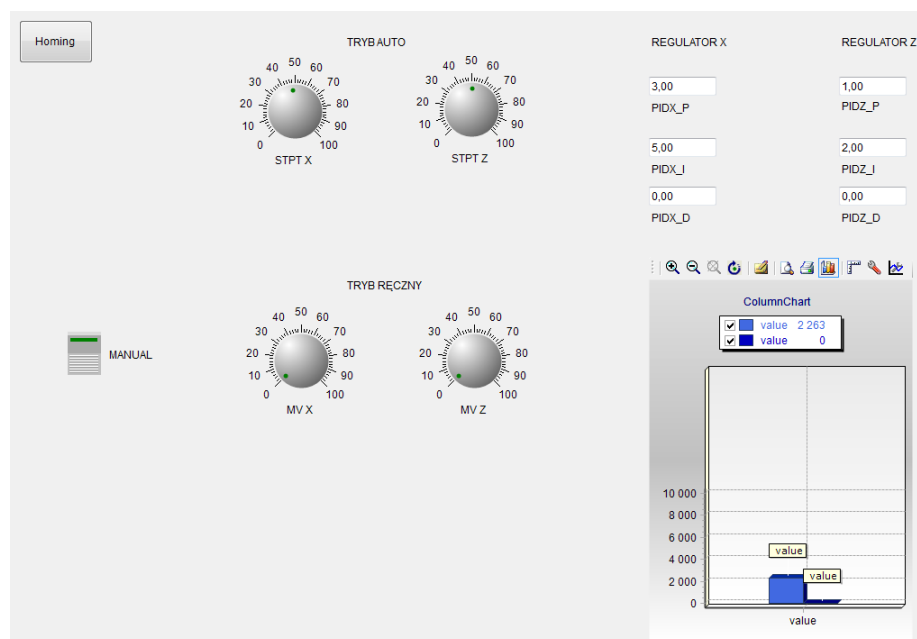 Homing
TRYB AUTO
0 10 20 30 40 50 60 70 80 90 100
STPT X
0 10 20 30 40 50 60 70 80 90 100
STPT Z
REGULATOR X
REGULATOR Z
3,00
PIDX_P
1,00
PIDZ_P
5,00
PIDX_I
2,00
PIDZ_I
0,00
PIDX_D
0,00
PIDZ_D
TRYB RĘCZNY
MANUAL
0 10 20 30 40 50 60 70 80 90 100
MV X
0 10 20 30 40 50 60 70 80 90 100
MV Z
ColumnChart
value 2 263
value 0
10 000
8 000
6 000
4 000
2 000
0
value
value
value